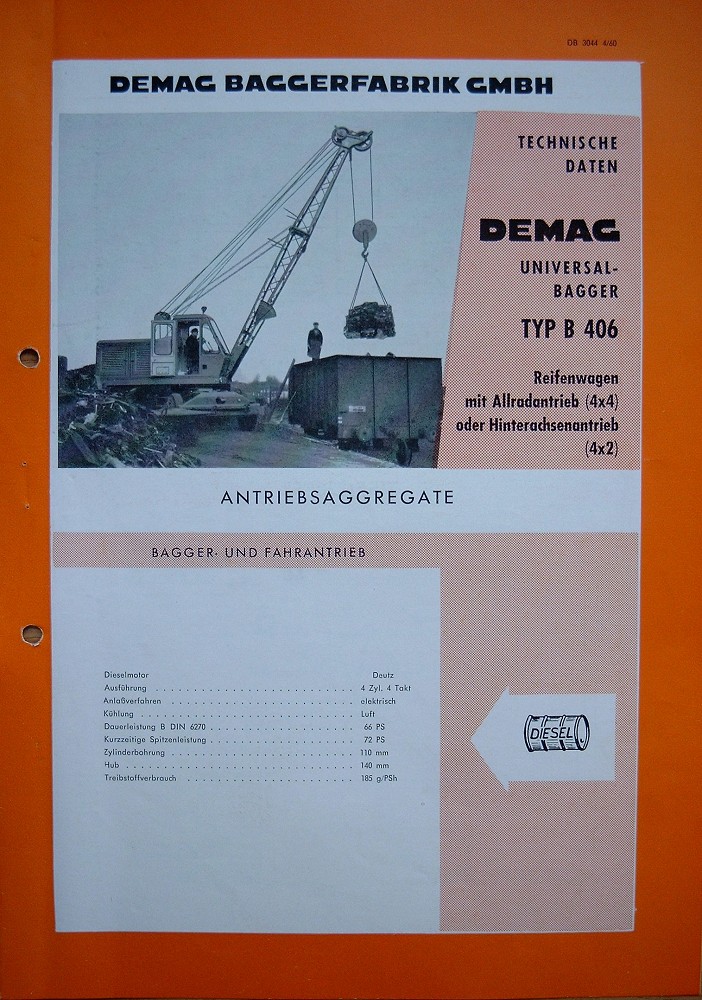 DB 3044 4/60
DEMAG BAGGERFABRIK GMBH
TECHNISCHE
DATEN
DEMAG
UNIVERSAL-
BAGGER
TYP B 406
Reifenwagen
mit Allradantrieb (4x4)
oder Hinterachsenantrieb
(4x2)
ANTRIEBSAGGREGATE
BAGGER- UND FAHRANTRIEB
Dieselmotor Deutz
Ausführung . . . . . . . . . . . . . . . . . . . . . . . . . . 4 Zyl. 4 Takt
Anlaßverfahren . . . . . . . . . . . . . . . . . . . . . . . . elektrisch
Kühlung . . . . . . . . . . . . . . . . . . . . . . . . . . . . Luft
Dauerleistung B DIN 6270 . . . . . . . . . . . . . . . . . . . 66 PS
Kurzzeitige Spitzenleistung . . . . . . . . . . . . . . . . . . . 72 PS
Zylinderbohrung . . . . . . . . . . . . . . . . . . . . . . . . 110 mm
Hub . . . . . . . . . . . . . . . . . . . . . . . . . . . . . . 140 mm
Treibstoffverbrauch . . . . . . . . . . . . . . . . . . . . . . 185 g/PSh
DIESEL